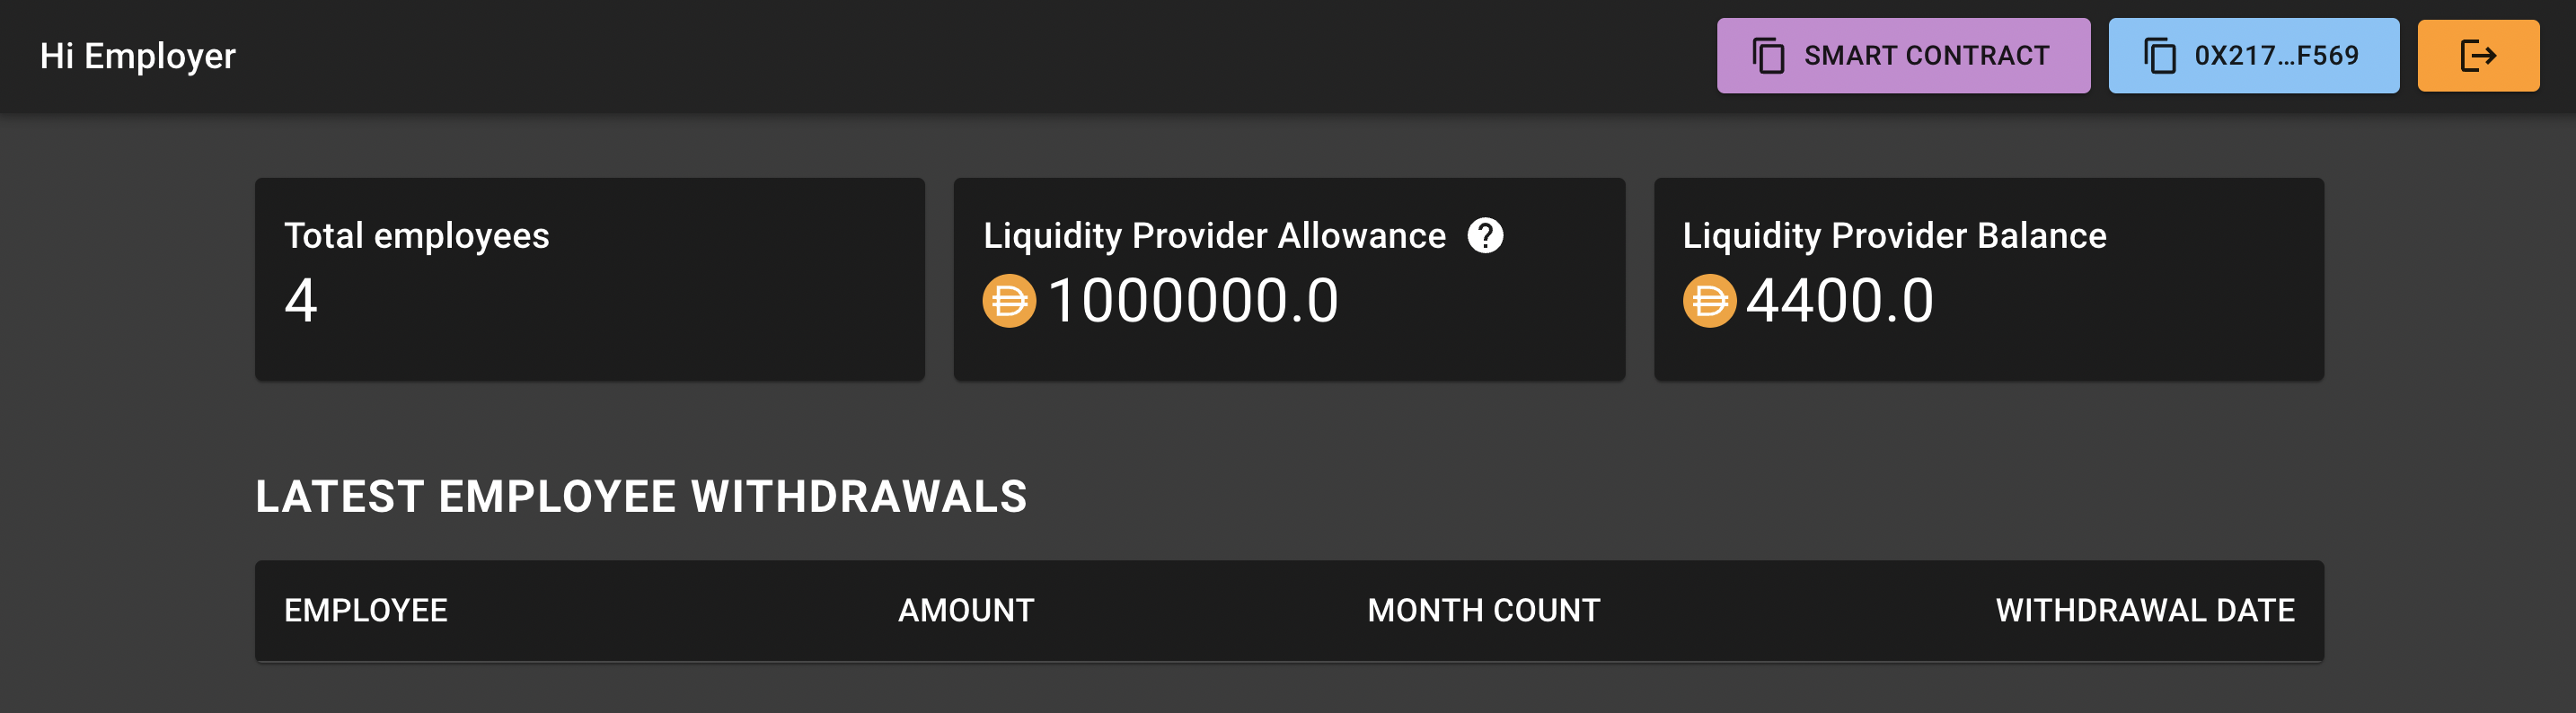 Hi Employer
SMART CONTRACT
0X217...F569
Total employees
4
Liquidity Provider Allowance ?
1000000.0
Liquidity Provider Balance
4400.0
LATEST EMPLOYEE WITHDRAWALS
EMPLOYEE AMOUNT MONTH COUNT WITHDRAWAL DATE